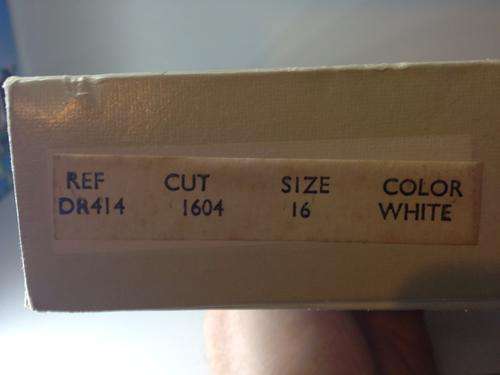 REF CUT SIZE COLOR
DR414 1604 16 WHITE